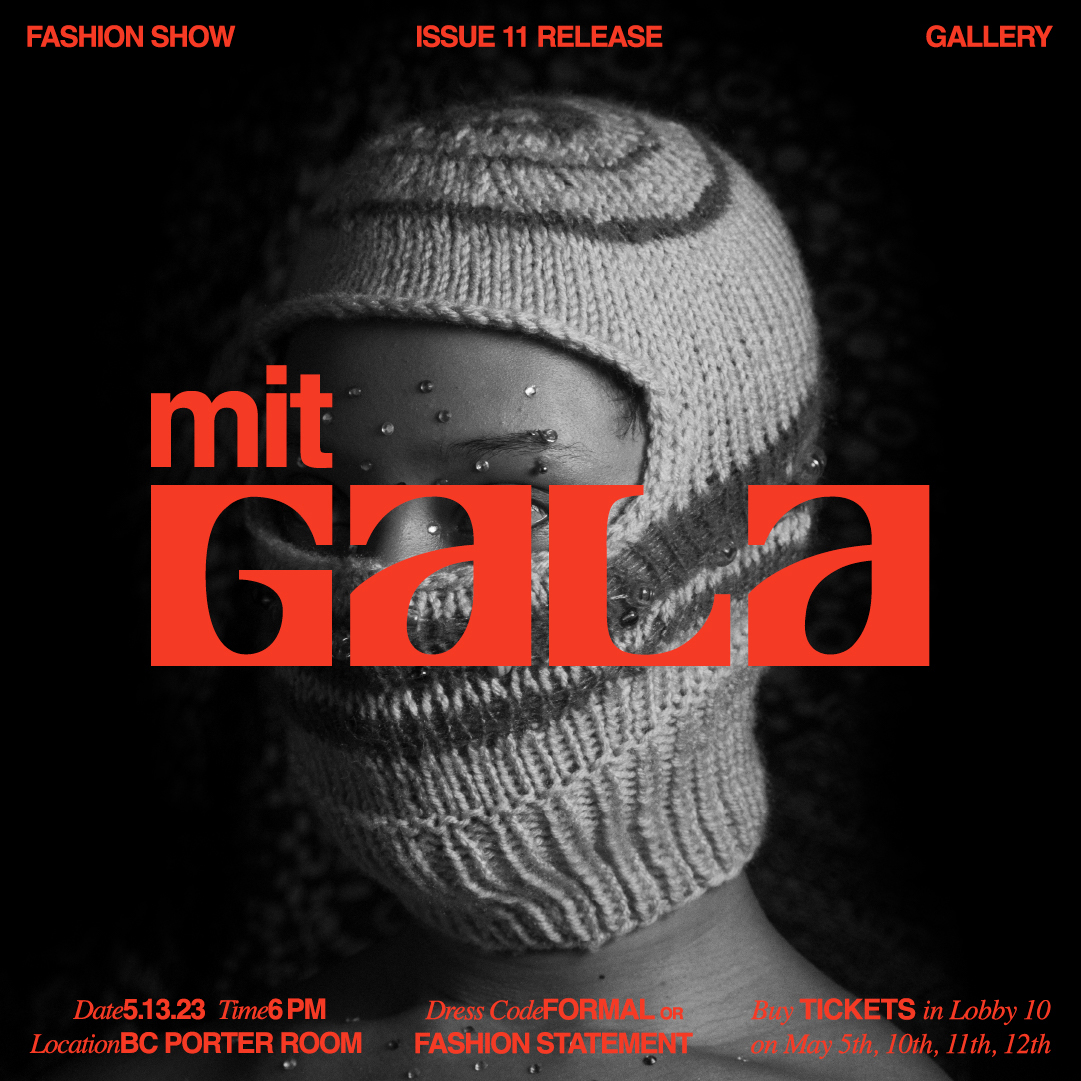 FASHION SHOW
ISSUE 11 RELEASE
GALLERY
mit
GaLa
Date5.13.23 Time6 PM
LocationBC PORTER ROOM
Dress CodeFORMAL OR
FASHION STATEMENT
Buy TICKETS in Lobby 10
on May 5th, 10th, 11th, 12th